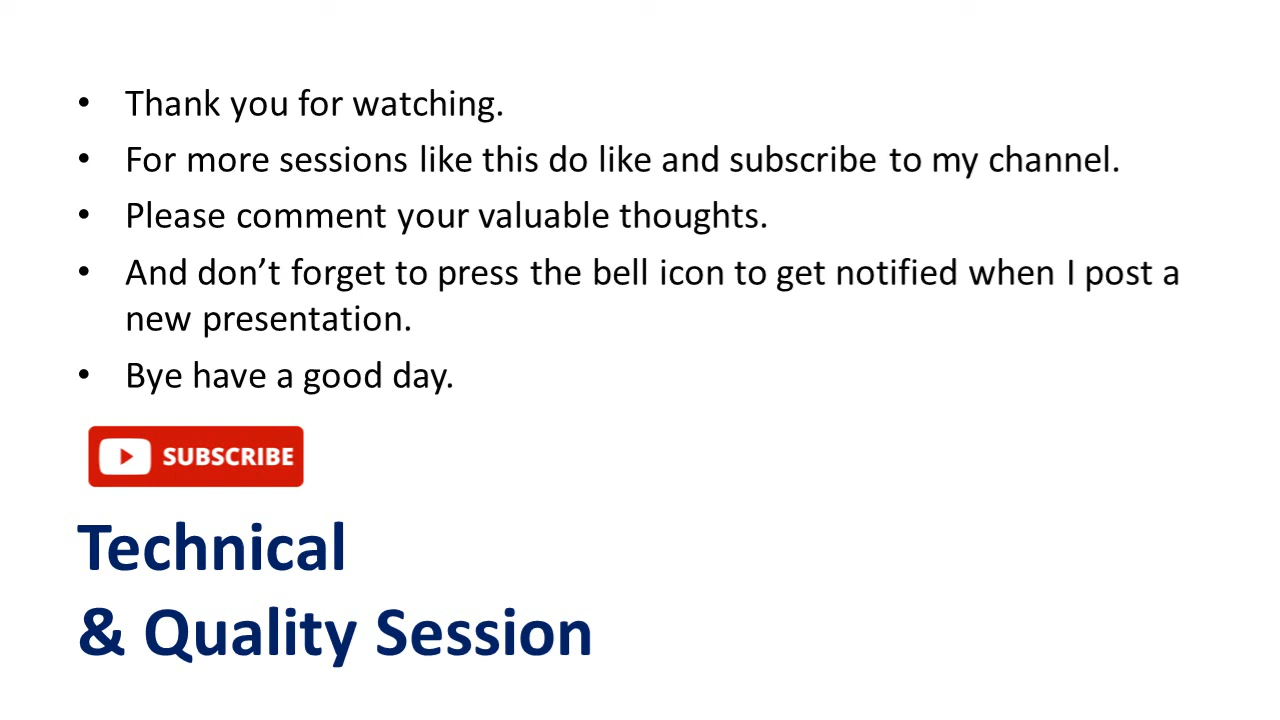 • Thank you for watching.
• For more sessions like this do like and subscribe to my channel.
• Please comment your valuable thoughts.
• And don’t forget to press the bell icon to get notified when I post a
new presentation.
• Bye have a good day.
SUBSCRIBE
Technical
& Quality Session